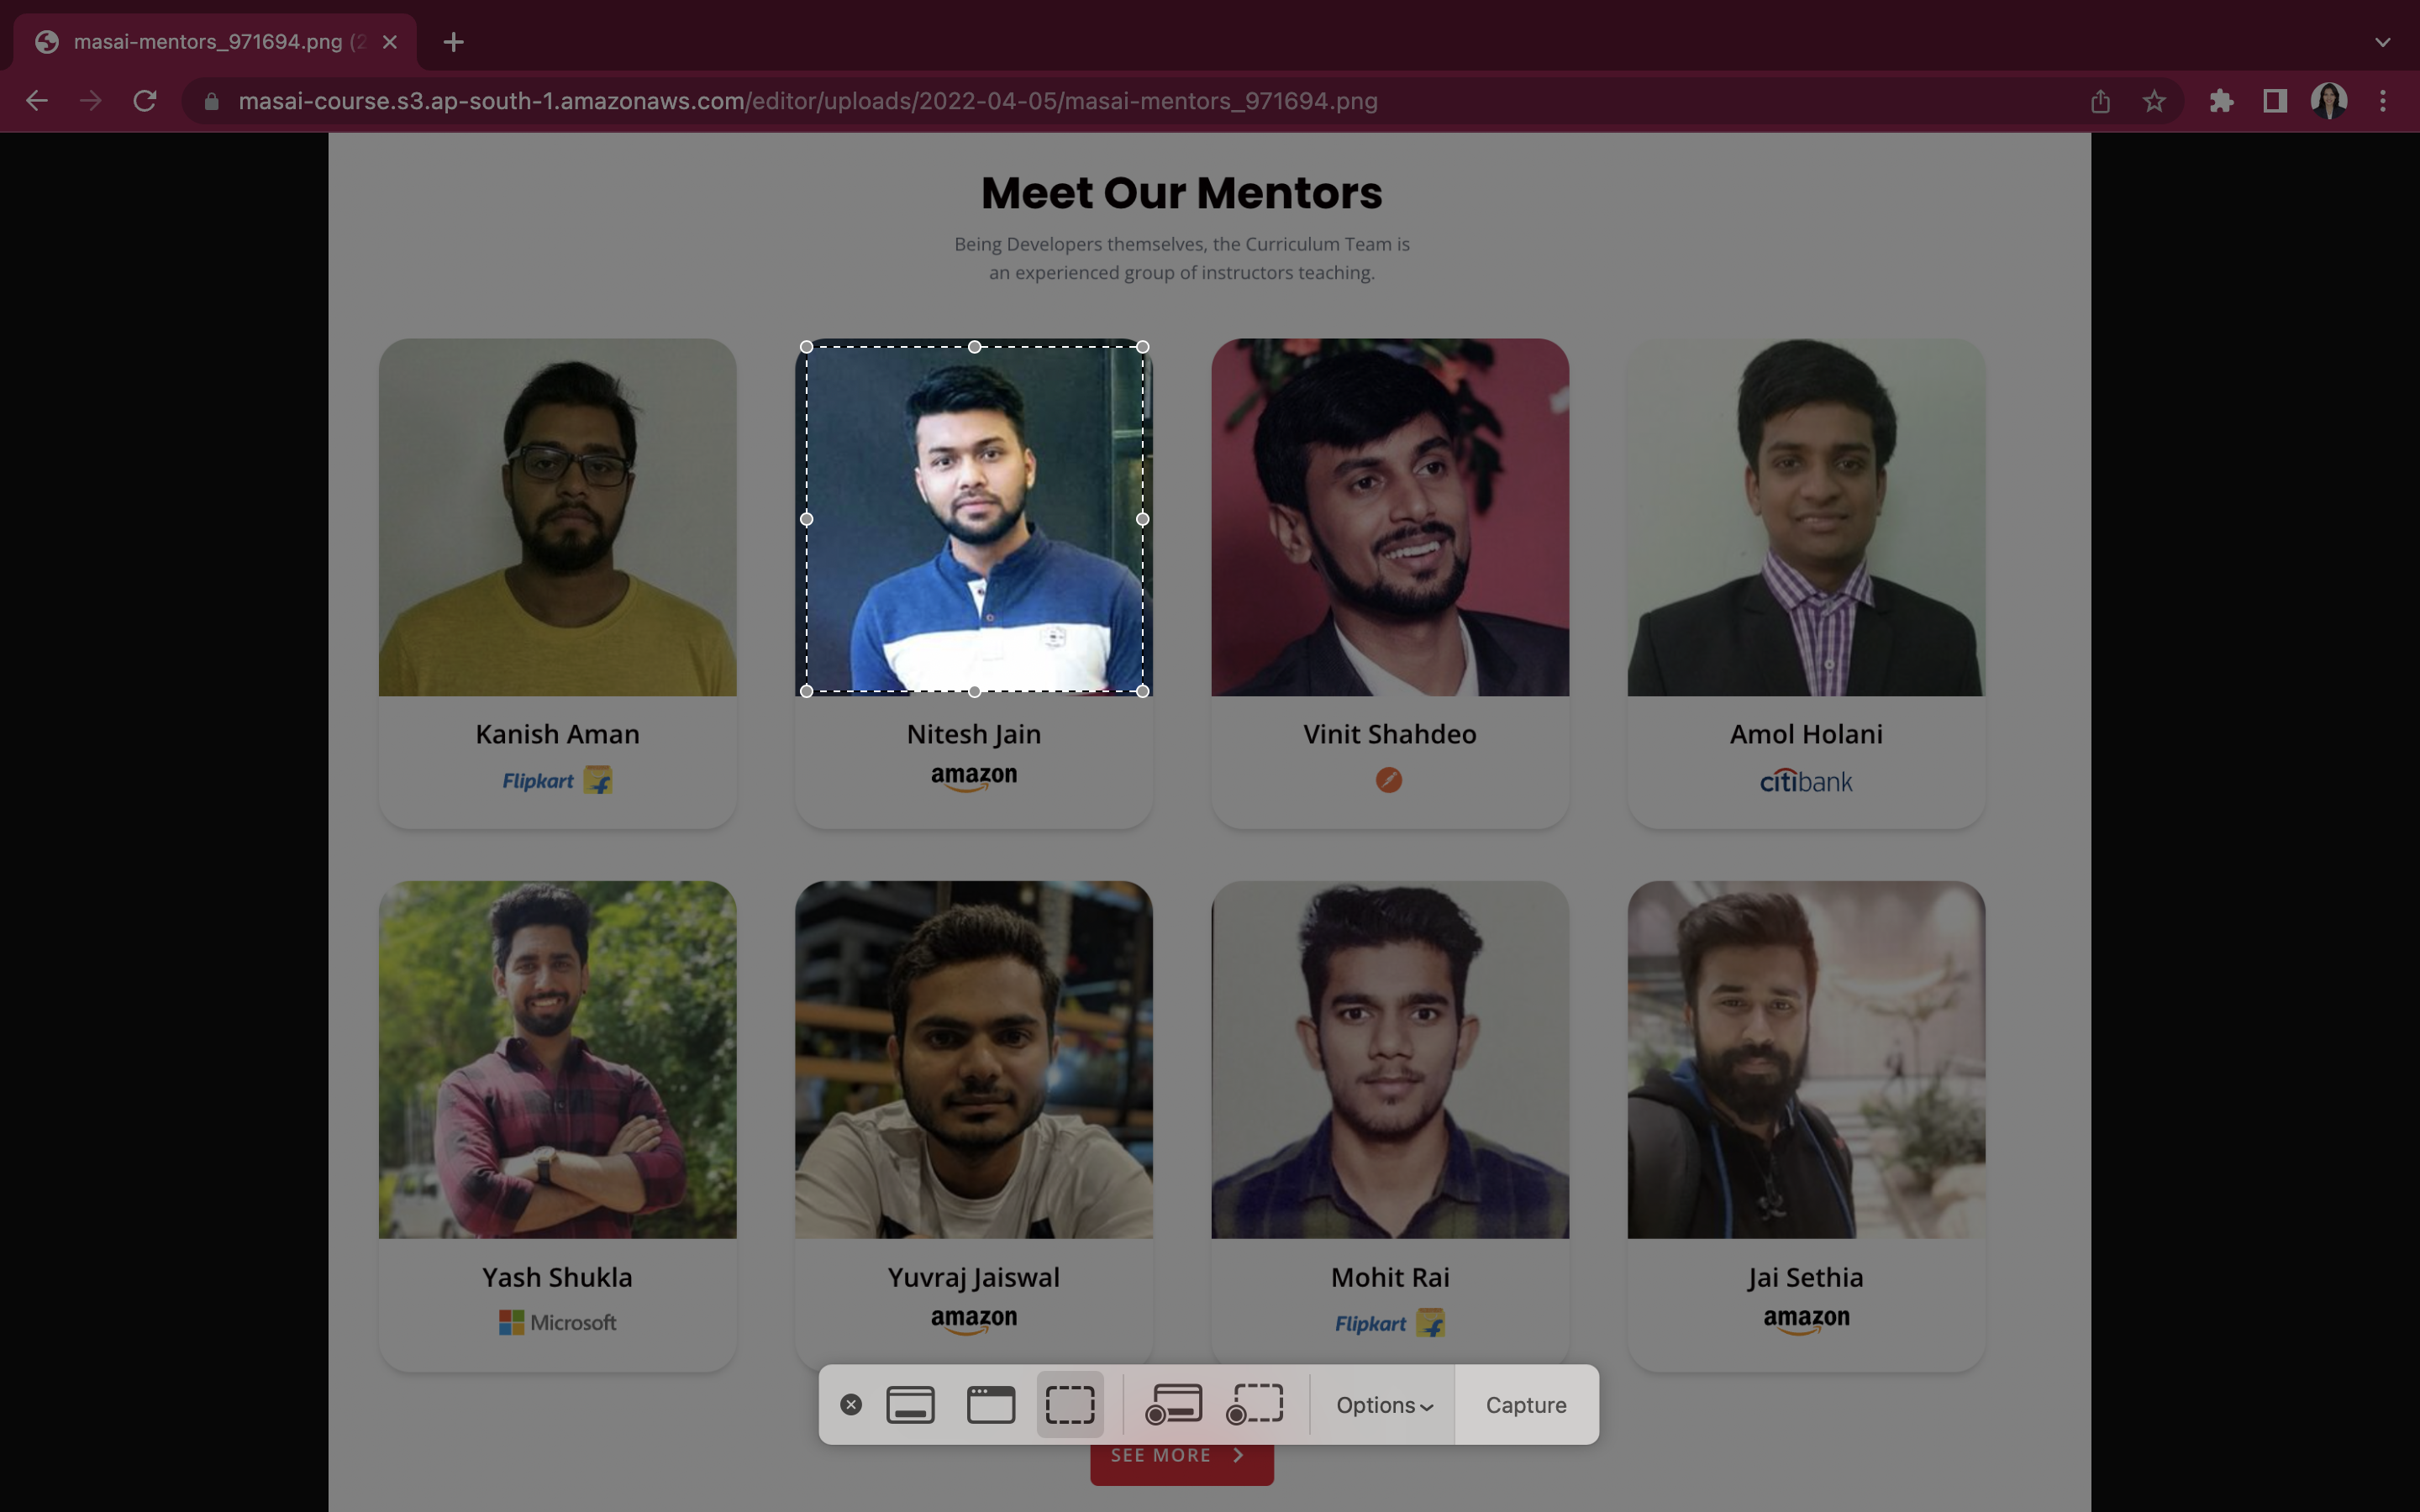 masai-mentors_971694.png (2
masai-course.s3.ap-south-1.amazonaws.com/editor/uploads/2022-04-05/masai-mentors_971694.png
Meet Our Mentors
Being Developers themselves, the Curriculum Team is
an experienced group of instructors teaching.
Kanish Aman
Flipkart
Nitesh Jain
amazon
Vinit Shahdeo
Amol Holani
citibank
Yash Shukla
Microsoft
Yuvraj Jaiswal
amazon
Mohit Rai
Flipkart
Jai Sethia
amazon
Options
Capture
SEE MORE